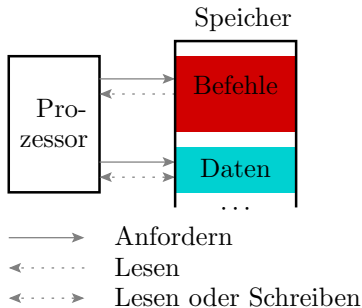 Speicher
Befehle
Pro-
zessor
Daten
...
Anfordern
Lesen
Lesen oder Schreiben